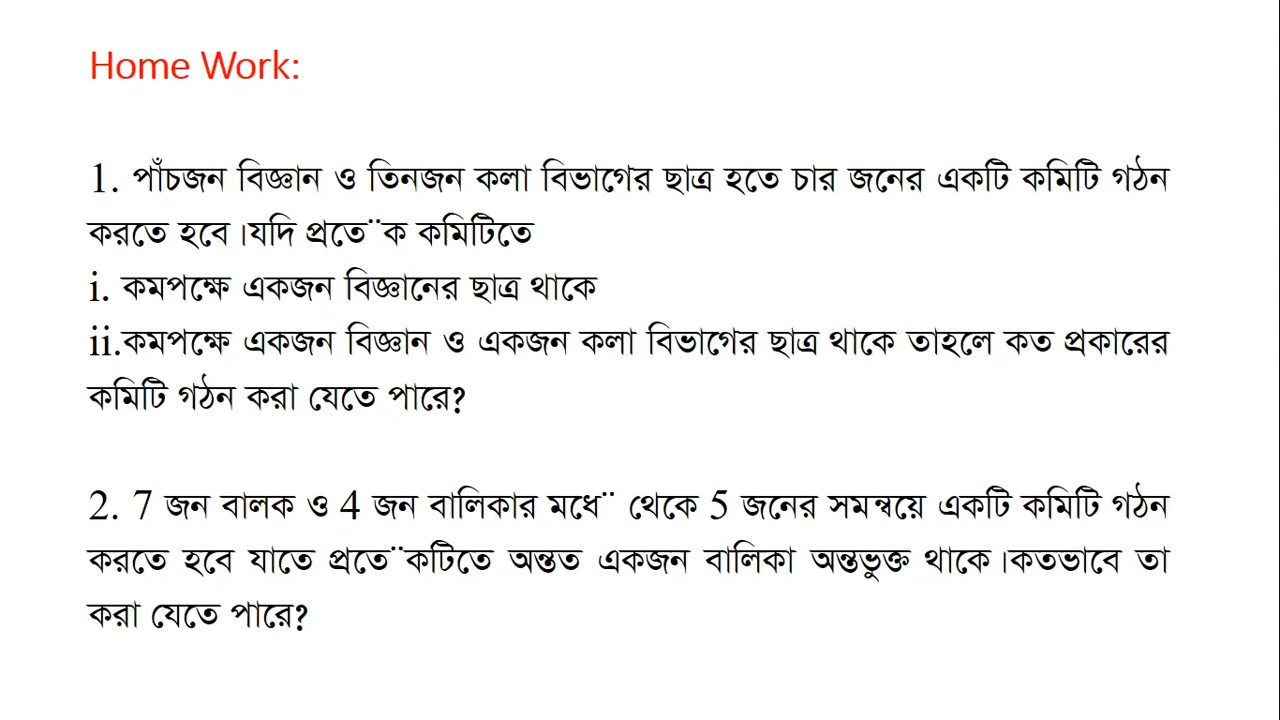 Home Work:
1. পাঁচজন বিজ্ঞান ও তিনজন কলা বিভাগের ছাত্র হতে চার জনের একটি কমিটি গঠন
করতে হবে।যদি প্রতে¨ক কমিটিতে
i. কমপক্ষে একজন বিজ্ঞানের ছাত্র থাকে
ii.কমপক্ষে একজন বিজ্ঞান ও একজন কলা বিভাগের ছাত্র থাকে তাহলে কত প্রকারের
কমিটি গঠন করা যেতে পারে?
2. 7 জন বালক ও 4 জন বালিকার মধে¨ থেকে 5 জনের সমন্বয়ে একটি কমিটি গঠন
করতে হবে যাতে প্রতে¨কটিতে অন্তত একজন বালিকা অন্তভুক্ত থাকে।কতভাবে তা
করা যেতে পারে?